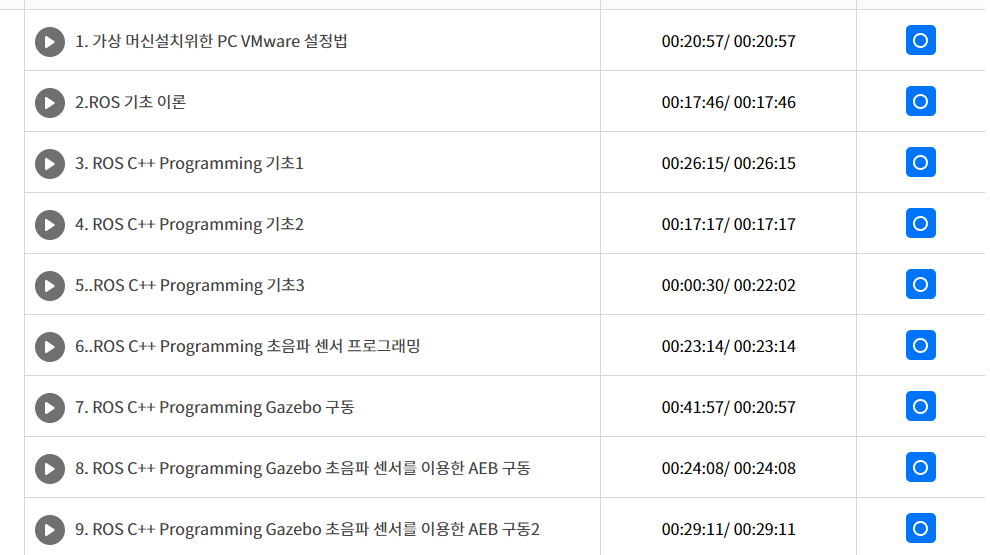 1. 가상 머신설치위한 PC VMware 설정법 00:20:57/ 00:20:57
2.ROS 기초 이론 00:17:46/ 00:17:46
3. ROS C++ Programming 기초1 00:26:15/ 00:26:15
4. ROS C++ Programming 기초2 00:17:17/ 00:17:17
5..ROS C++ Programming 기초3 00:00:30/ 00:22:02
6..ROS C++ Programming 초음파 센서 프로그래밍 00:23:14/ 00:23:14
7. ROS C++ Programming Gazebo 구동 00:41:57/ 00:20:57
8. ROS C++ Programming Gazebo 초음파 센서를 이용한 AEB 구동 00:24:08/ 00:24:08
9. ROS C++ Programming Gazebo 초음파 센서를 이용한 AEB 구동2 00:29:11/ 00:29:11